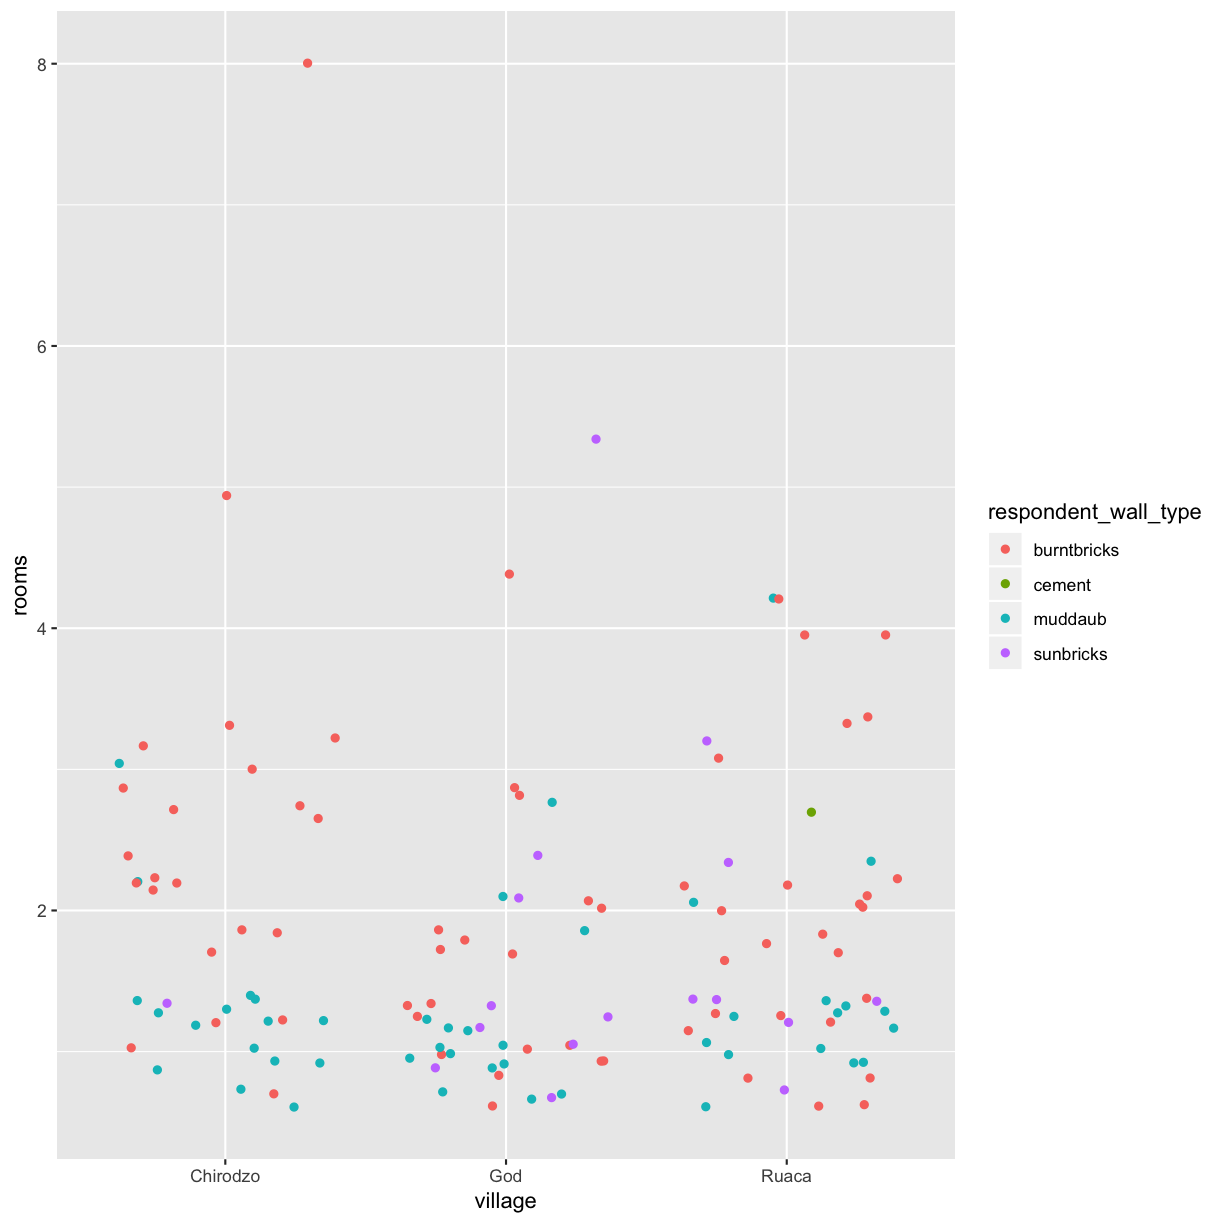 8
6
4
2
rooms
Chirodzo
God
Ruaca
village
respondent_wall_type
burntbricks
cement
muddaub
sunbricks